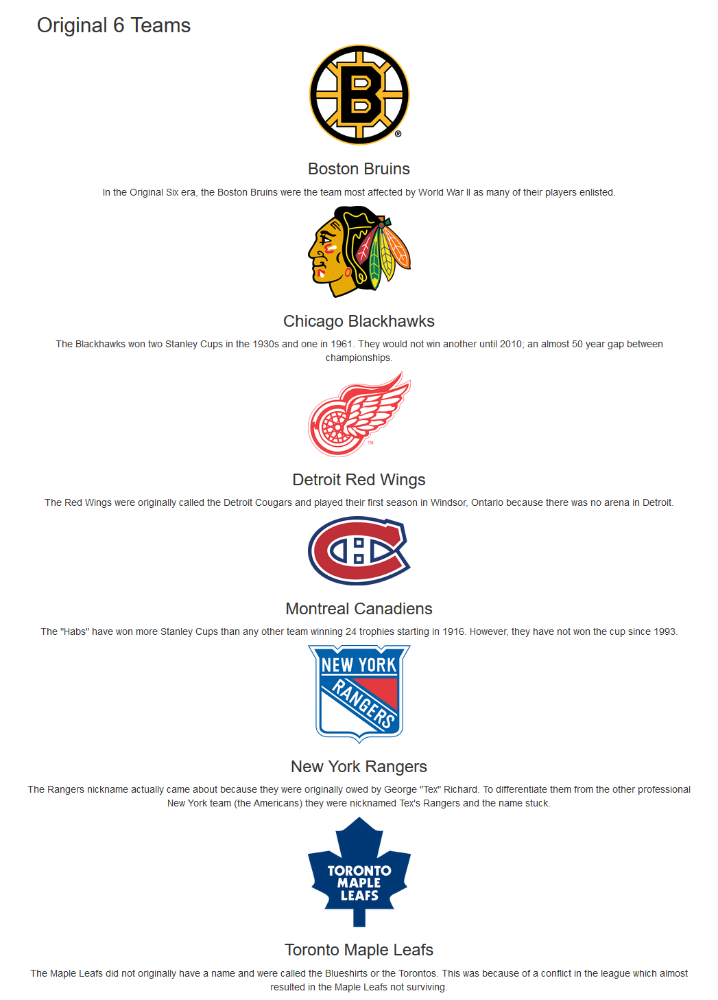 Original 6 Teams
B
®
Boston Bruins
In the Original Six era, the Boston Bruins were the team most affected by World War II as many of their players enlisted.
Chicago Blackhawks
The Blackhawks won two Stanley Cups in the 1930s and one in 1961. They would not win another until 2010; an almost 50 year gap between
championships.
TM
Detroit Red Wings
The Red Wings were originally called the Detroit Cougars and played their first season in Windsor, Ontario because there was no arena in Detroit.
CH
Montreal Canadiens
The "Habs" have won more Stanley Cups than any other team winning 24 trophies starting in 1916. However, they have not won the cup since 1993.
NEW YORK
RANGERS
New York Rangers
The Rangers nickname actually came about because they were originally owed by George "Tex" Richard. To differentiate them from the other professional
New York team (the Americans) they were nicknamed Tex's Rangers and the name stuck.
TORONTO
MAPLE
LEAFS
Toronto Maple Leafs
The Maple Leafs did not originally have a name and were called the Blueshirts or the Torontos. This was because of a conflict in the league which almost
resulted in the Maple Leafs not surviving.